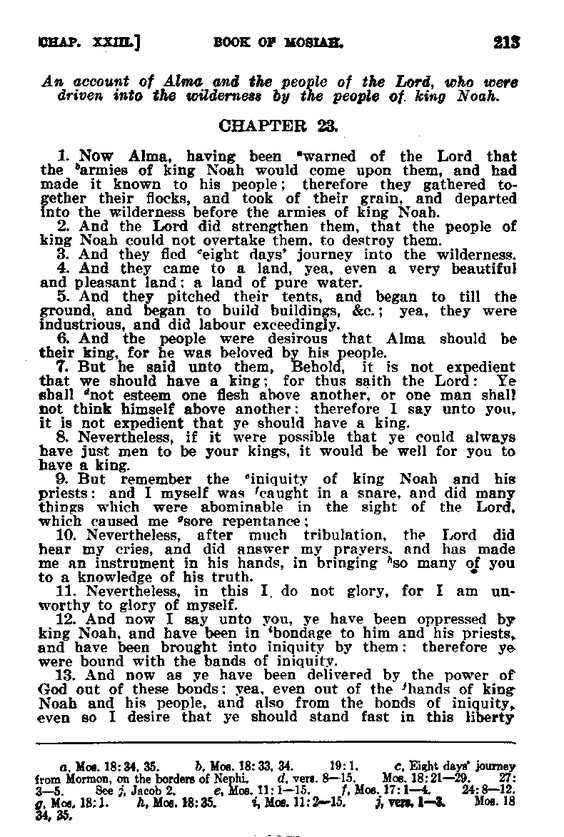 CHAP. XXIII.] BOOK OF MOSIAH. 213
An account of Alma and the people of the Lord, who were
driven into the wilderness by the people of king Noah.
CHAPTER 23.
1. Now Alma, having been ᵃwarned of the Lord that
the ᵇarmies of king Noah would come upon them, and had
made it known to his people; therefore they gathered to-
gether their flocks, and took of their grain, and departed
into the wilderness before the armies of king Noah.
2. And the Lord did strengthen them, that the people of
king Noah could not overtake them, to destroy them.
3. And they fled ᶜeight days' journey into the wilderness.
4. And they came to a land, yea, even a very beautiful
and pleasant land; a land of pure water.
5. And they pitched their tents, and began to till the
ground, and began to build buildings, &c.; yea, they were
industrious, and did labour exceedingly.
6. And the people were desirous that Alma should be
their king, for he was beloved by his people.
7. But he said unto them, Behold, it is not expedient
that we should have a king; for thus saith the Lord: Ye
shall ᵈnot esteem one flesh above another, or one man shall
not think himself above another; therefore I say unto you,
it is not expedient that ye should have a king.
8. Nevertheless, if it were possible that ye could always
have just men to be your kings, it would be well for you to
have a king.
9. But remember the ᵉiniquity of king Noah and his
priests: and I myself was ᶠcaught in a snare, and did many
things which were abominable in the sight of the Lord,
which caused me ᵍsore repentance;
10. Nevertheless, after much tribulation, the Lord did
hear my cries, and did answer my prayers, and has made
me an instrument in his hands, in bringing ʰso many of you
to a knowledge of his truth.
11. Nevertheless, in this I do not glory, for I am un-
worthy to glory of myself.
12. And now I say unto you, ye have been oppressed by
king Noah, and have been in ⁱbondage to him and his priests,
and have been brought into iniquity by them: therefore ye
were bound with the bands of iniquity.
13. And now as ye have been delivered by the power of
God out of these bonds; yea, even out of the ʲhands of king
Noah and his people, and also from the bonds of iniquity,
even so I desire that ye should stand fast in this liberty
a, Mos. 18:34, 35. b, Mos. 18:33, 34. 19:1. c, Eight days' journey
from Mormon, on the borders of Nephi. d, vers. 8—15. Mos. 18:21—29. 27:
3—5. See j, Jacob 2. e, Mos. 11:1—15. f, Mos. 17:1—4. 24:8—12.
g, Mos. 18:1. h, Mos. 18:35. i, Mos. 11:2—15. j, vers. 1—3. Mos. 18
34, 35.